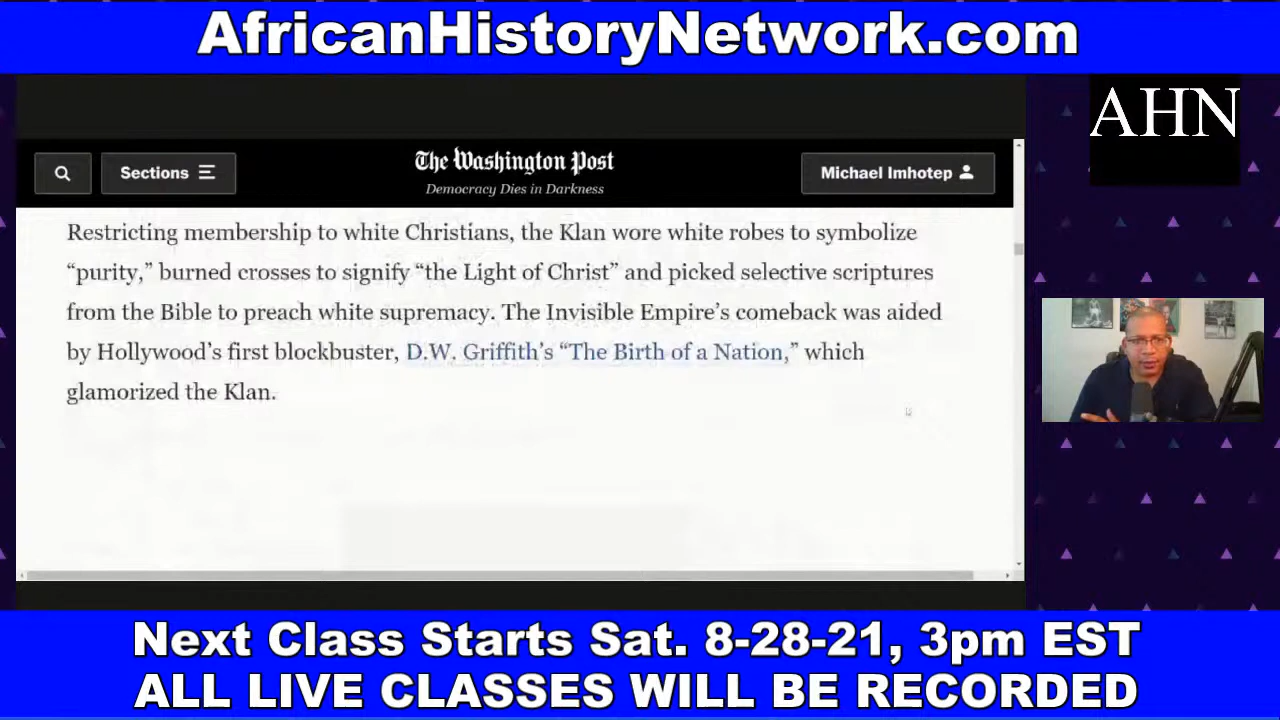 AfricanHistoryNetwork.com
AHN
Sections
The Washington Post
Democracy Dies in Darkness
Michael Imhotep
Restricting membership to white Christians, the Klan wore white robes to symbolize
“purity,” burned crosses to signify “the Light of Christ” and picked selective scriptures
from the Bible to preach white supremacy. The Invisible Empire’s comeback was aided
by Hollywood’s first blockbuster, D.W. Griffith’s “The Birth of a Nation,” which
glamorized the Klan.
Next Class Starts Sat. 8-28-21, 3pm EST
ALL LIVE CLASSES WILL BE RECORDED